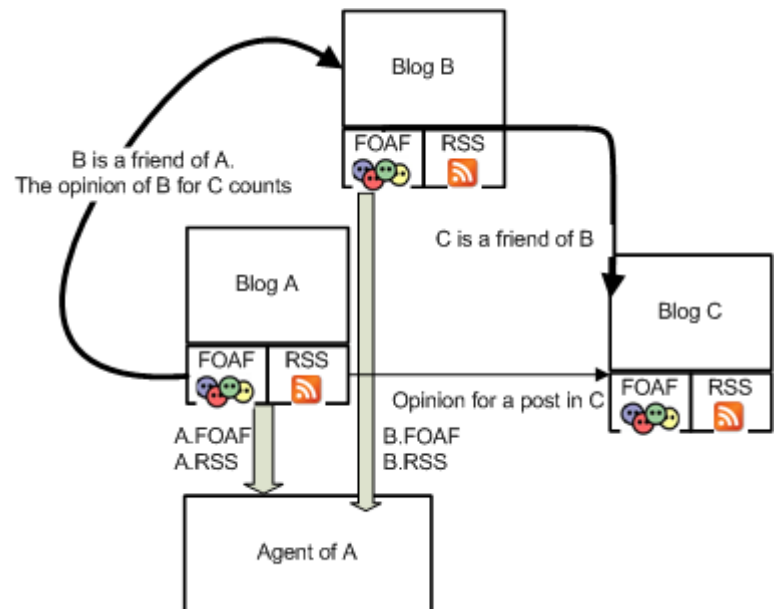 Blog B
FOAF RSS
B is a friend of A.
The opinion of B for C counts
C is a friend of B
Blog A
Blog C
FOAF RSS
FOAF RSS
Opinion for a post in C
A.FOAF
A.RSS
B.FOAF
B.RSS
Agent of A